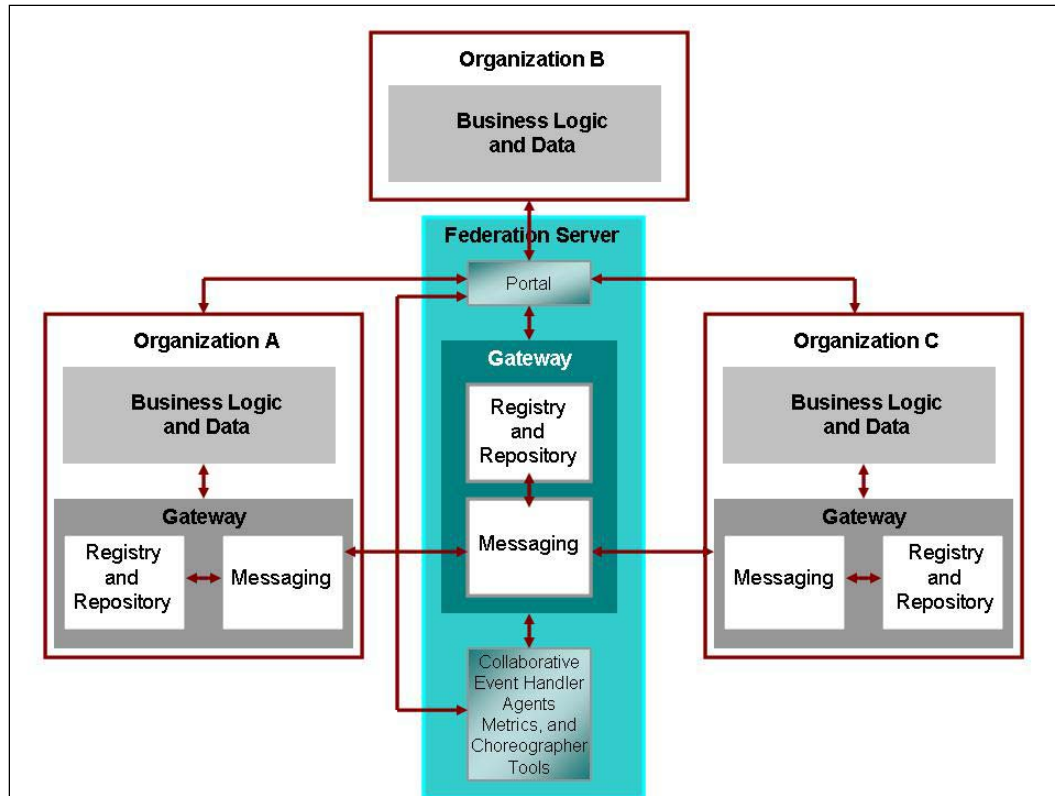 Organization B
Business Logic
and Data
Federation Server
Portal
Organization A
Business Logic
and Data
Gateway
Registry
and
Repository
Messaging
Gateway
Registry
and
Repository
Messaging
Collaborative
Event Handler
Agents
Metrics, and
Choreographer
Tools
Organization C
Business Logic
and Data
Gateway
Messaging
Registry
and
Repository